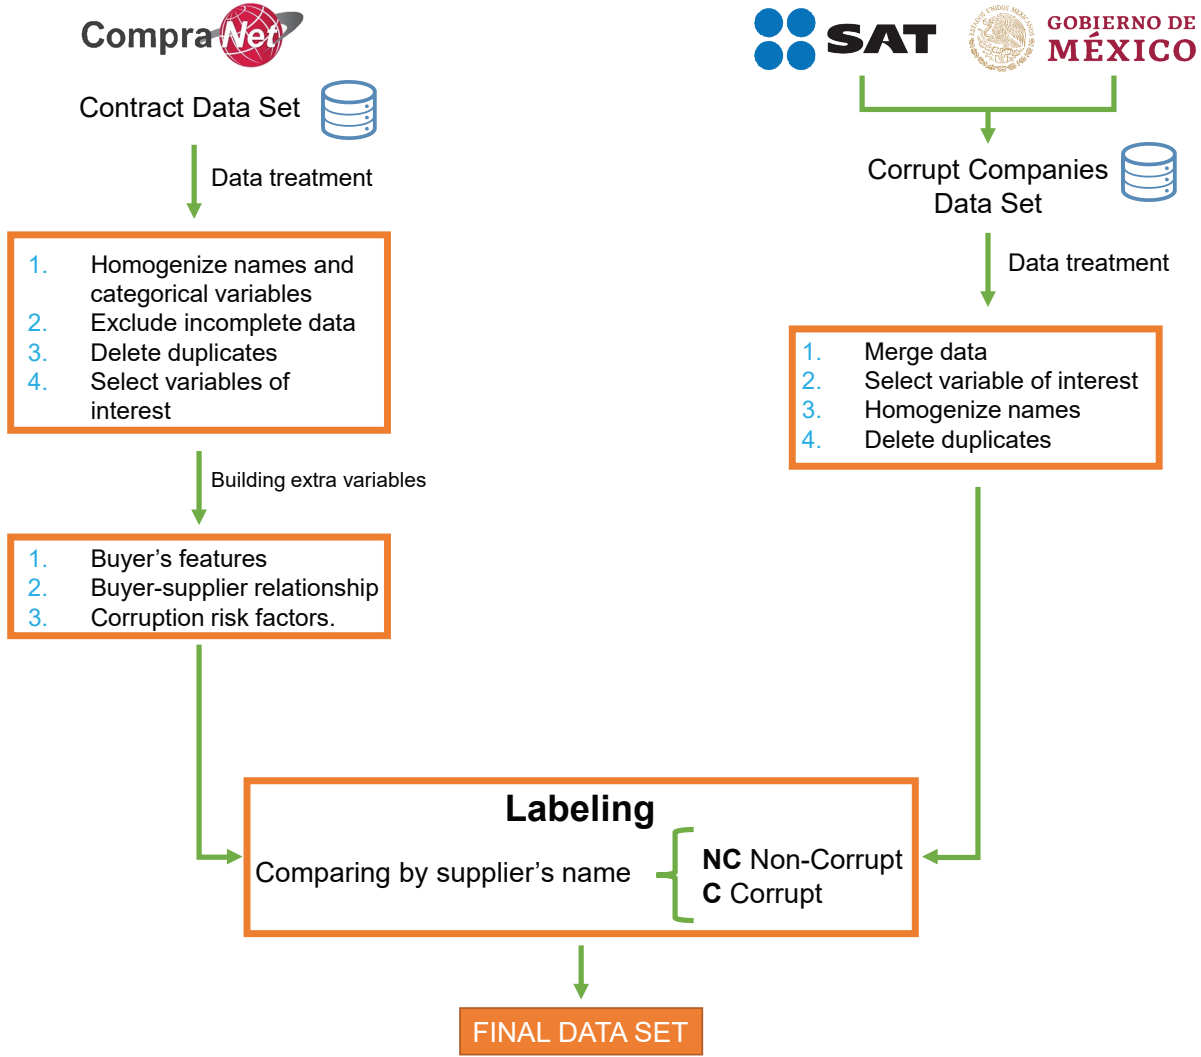 CompraNet
Contract Data Set
Data treatment
1. Homogenize names and
categorical variables
2. Exclude incomplete data
3. Delete duplicates
4. Select variables of
interest
Building extra variables
1. Buyer’s features
2. Buyer-supplier relationship
3. Corruption risk factors.
SAT
ESTADOS UNIDOS MEXICANOS
GOBIERNO DE
MÉXICO
Corrupt Companies
Data Set
Data treatment
1. Merge data
2. Select variable of interest
3. Homogenize names
4. Delete duplicates
Labeling
Comparing by supplier’s name
NC Non-Corrupt
C Corrupt
FINAL DATA SET